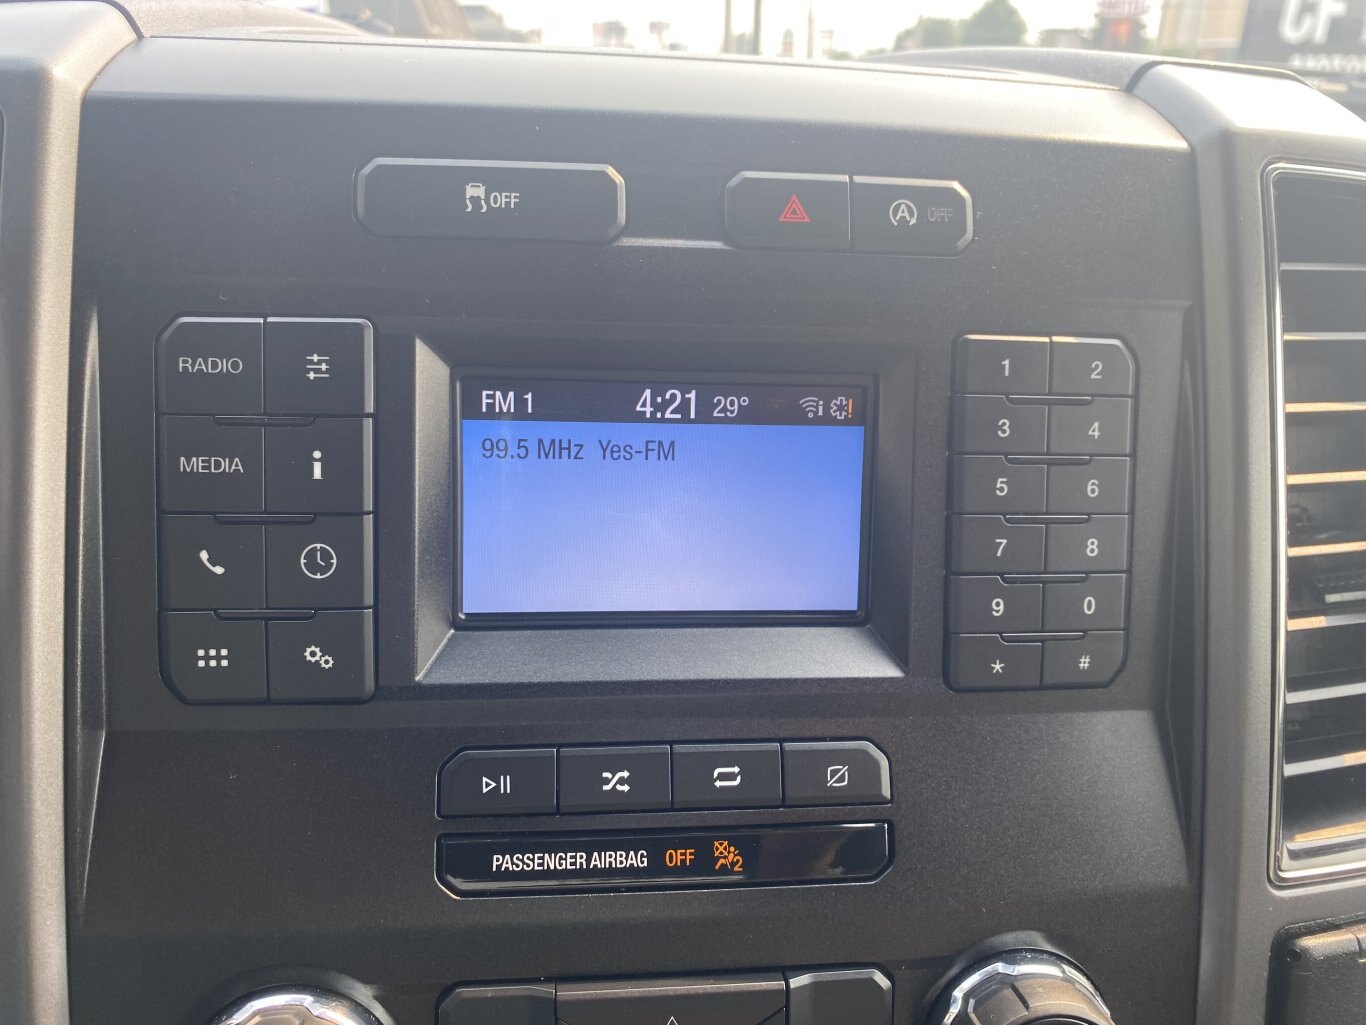 CF
OFF
OFF
RADIO
MEDIA
i
FM 1 4:21 29°
99.5 MHz Yes-FM
1 2
3 4
5 6
7 8
9 0
* #
PASSENGER AIRBAG OFF 2